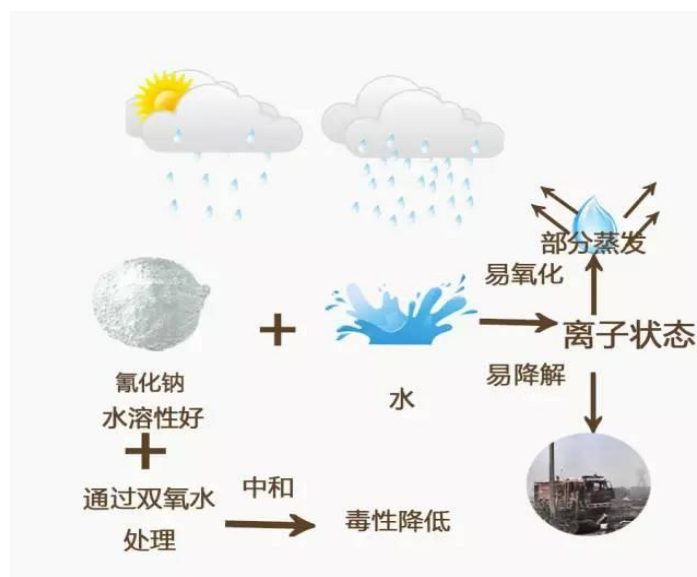 部分蒸发
易氧化
离子状态
易降解
氰化钠
水溶性好
水
+
+
通过双氧水
处理
中和
毒性降低